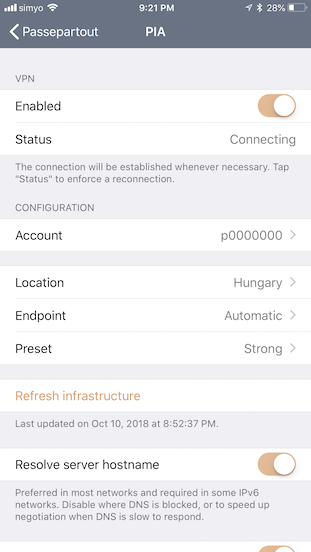 simyo 9:21 PM 28%
Passepartout PIA
VPN
Enabled
Status Connecting
The connection will be established whenever necessary. Tap
"Status" to enforce a reconnection.
CONFIGURATION
Account p0000000
Location Hungary
Endpoint Automatic
Preset Strong
Refresh infrastructure
Last updated on Oct 10, 2018 at 8:52:37 PM.
Resolve server hostname
Preferred in most networks and required in some IPv6
networks. Disable where DNS is blocked, or to speed up
negotiation when DNS is slow to respond.